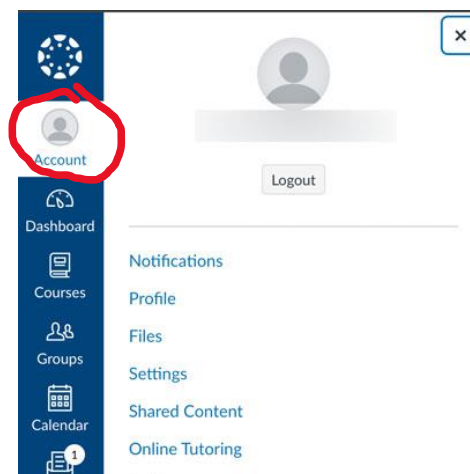 ×
Account
Logout
Dashboard
Notifications
Courses
Profile
Files
Groups
Settings
Calendar
Shared Content
1
Online Tutoring